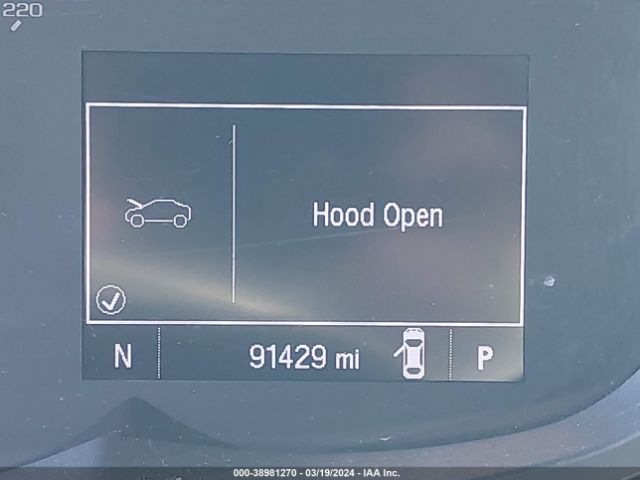 220
Hood Open
N 91429 mi P
000-38981270 - 03/19/2024 - IAA Inc.